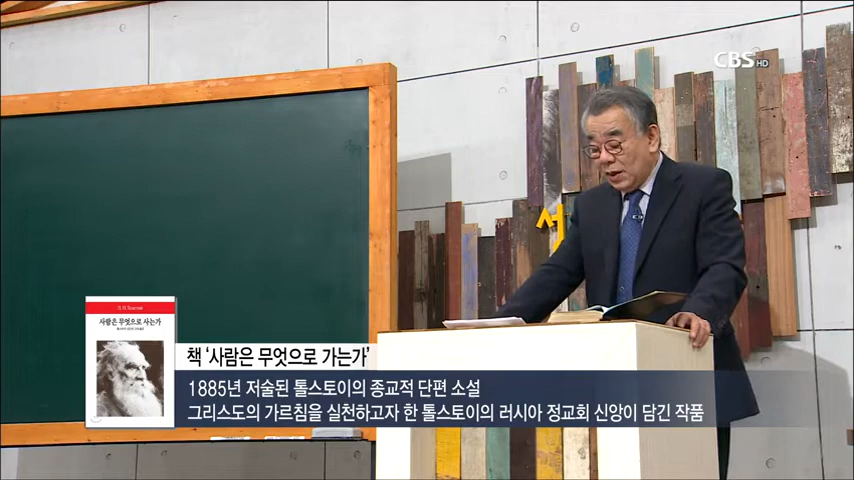 CBS HD
서
사람은 무엇으로 사는가
책 '사람은 무엇으로 가는가'
1885년 저술된 톨스토이의 종교적 단편 소설
그리스도의 가르침을 실천하고자 한 톨스토이의 러시아 정교회 신앙이 담긴 작품